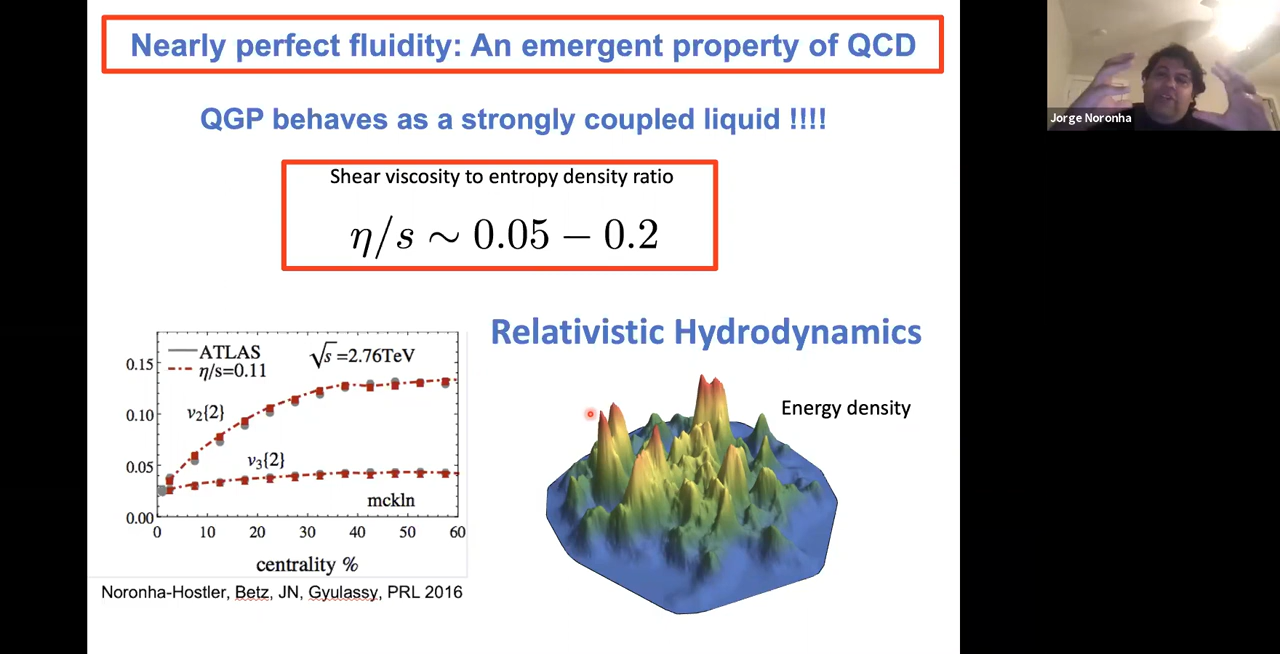 Nearly perfect fluidity: An emergent property of QCD
Jorge Noronha
QGP behaves as a strongly coupled liquid !!!!
Shear viscosity to entropy density ratio
η/s ∼ 0.05 − 0.2
Relativistic Hydrodynamics
ATLAS
√s=2.76TeV
η/s=0.11
0.15
0.10
0.05
0.00
v₂{2}
v₃{2}
mckln
0 10 20 30 40 50 60
centrality %
Energy density
Noronha-Hostler, Betz, JN, Gyulassy, PRL 2016